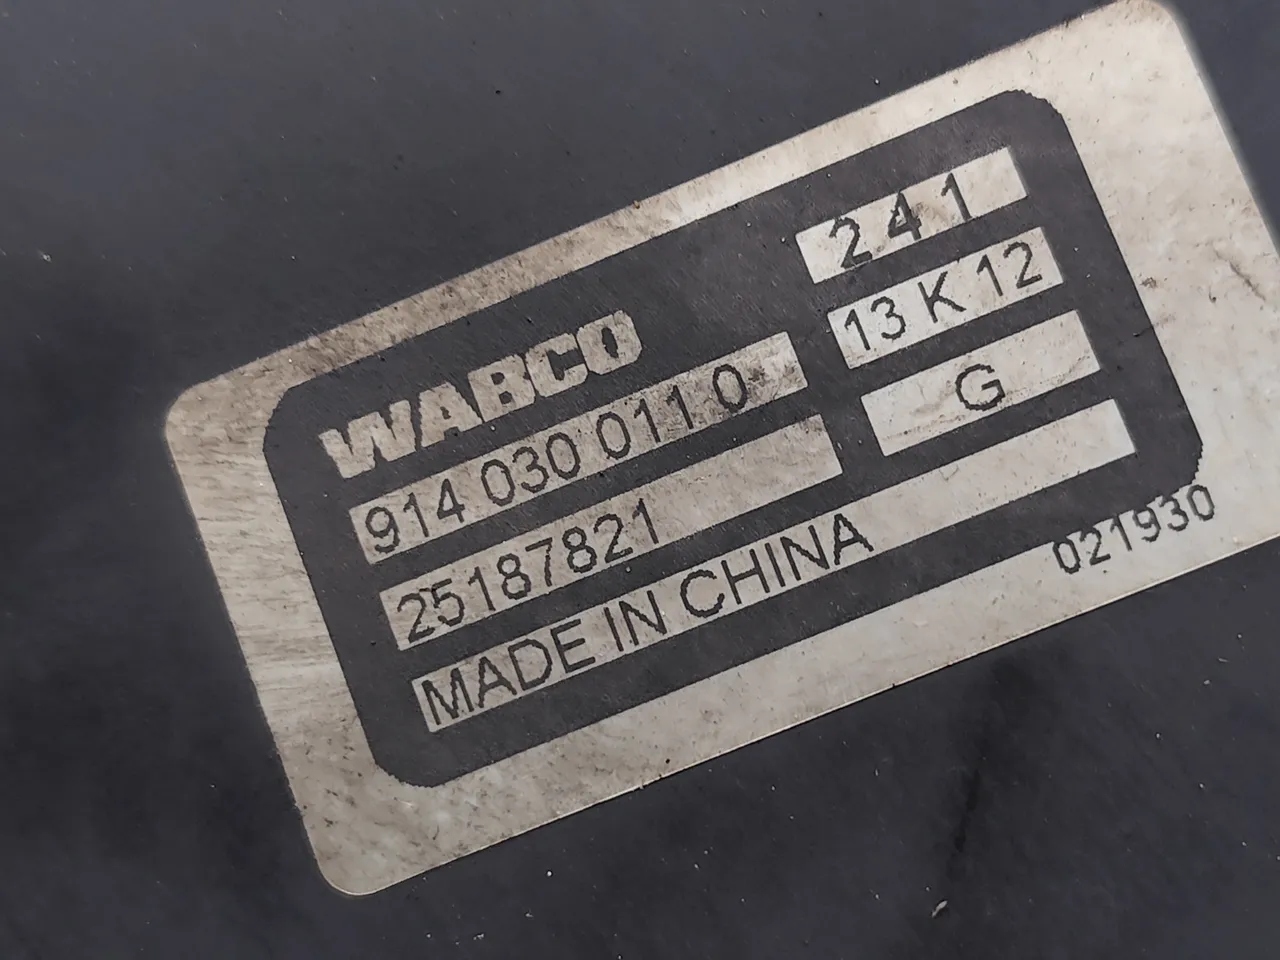 WABCO
914 030 011 0
25187821
MADE IN CHINA
241
13 K 12
G
021930